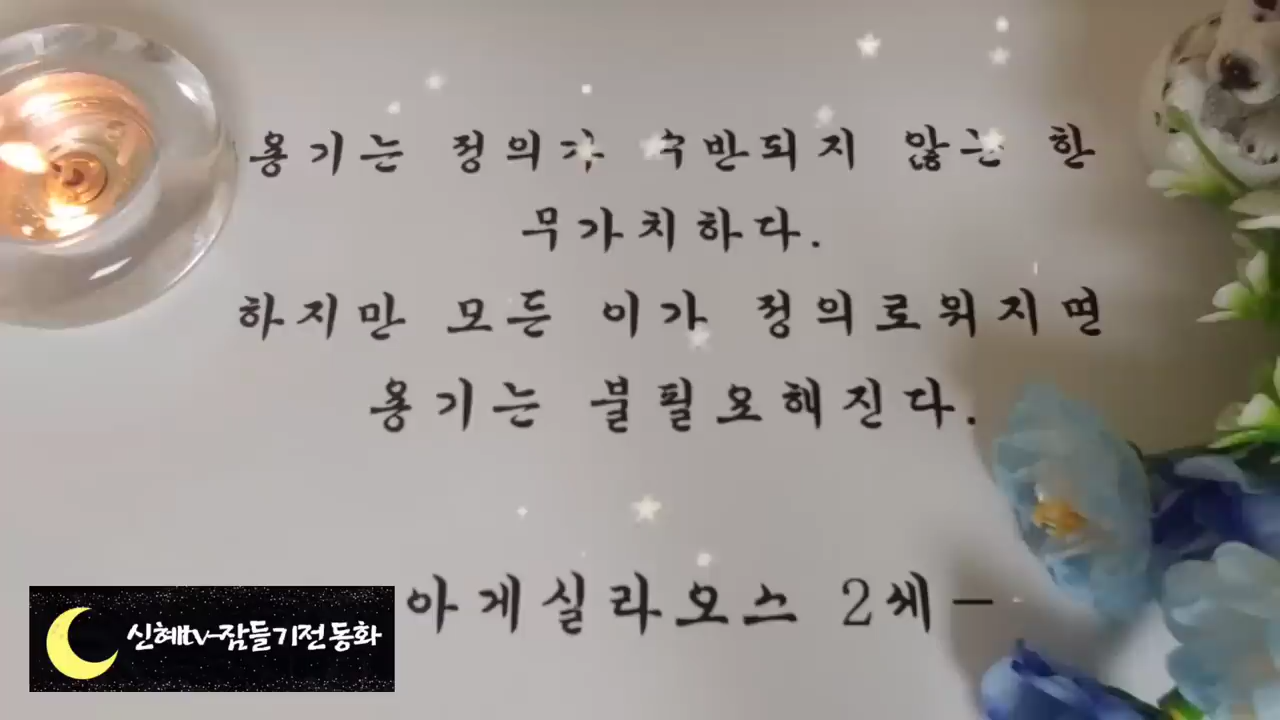 용기는 정의가 수반되지 않는 한
무가치하다.
하지만 모든 이가 정의로워지면
용기는 불필요해진다.
아게실라오스 2세-
신혜tv-잠들기전 동화